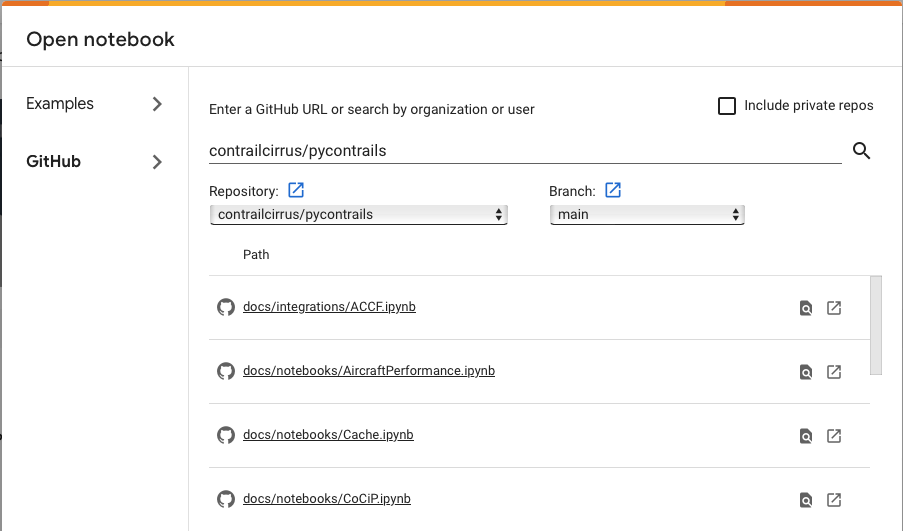 Open notebook
Examples
GitHub
Enter a GitHub URL or search by organization or user
Include private repos
contrailcirrus/pycontrails
Repository:
Branch:
contrailcirrus/pycontrails
main
Path
docs/integrations/ACCF.ipynb
docs/notebooks/AircraftPerformance.ipynb
docs/notebooks/Cache.ipynb
docs/notebooks/CoCiP.ipynb